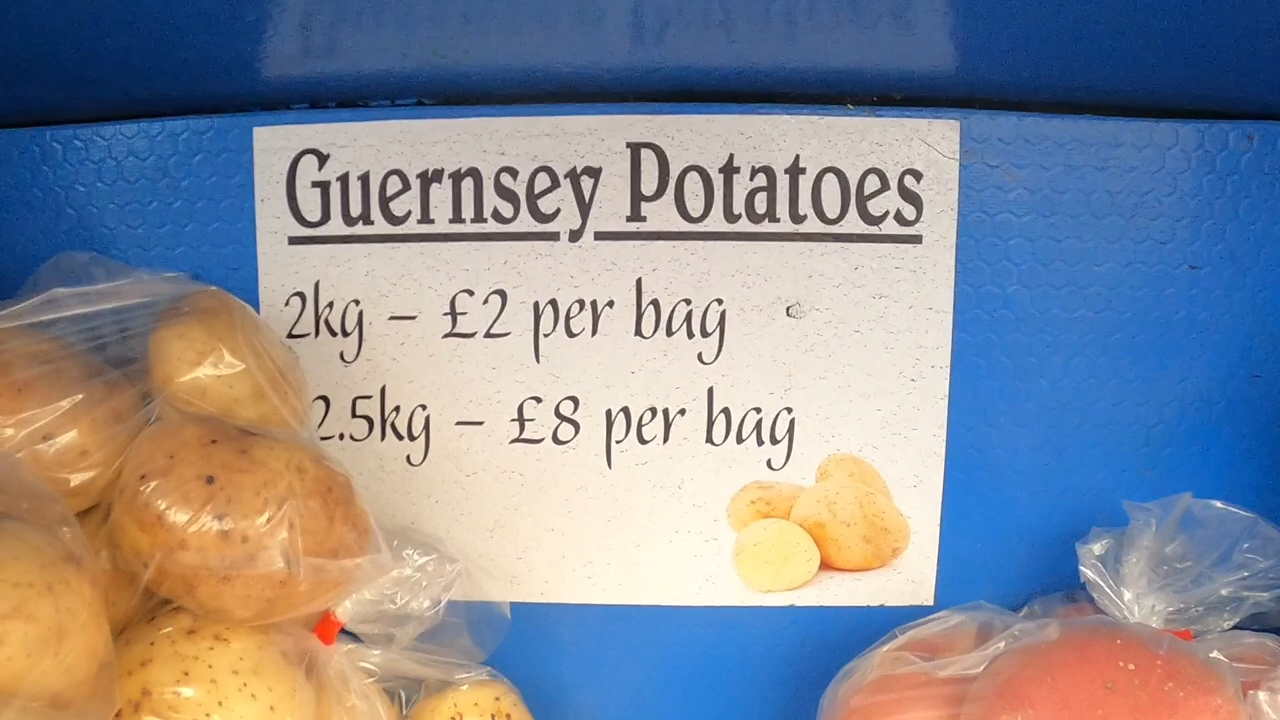 Guernsey Potatoes
2kg – £2 per bag
2.5kg – £8 per bag